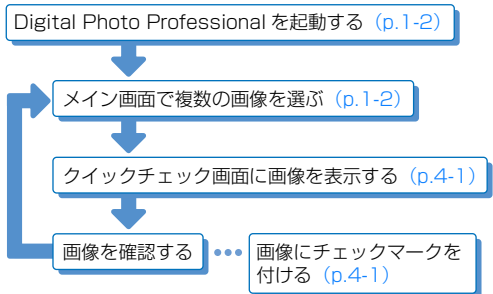 Digital Photo Professional を起動する（p.1-2）
メイン画面で複数の画像を選ぶ（p.1-2）
クイックチェック画面に画像を表示する（p.4-1）
画像を確認する
画像にチェックマークを
付ける（p.4-1）